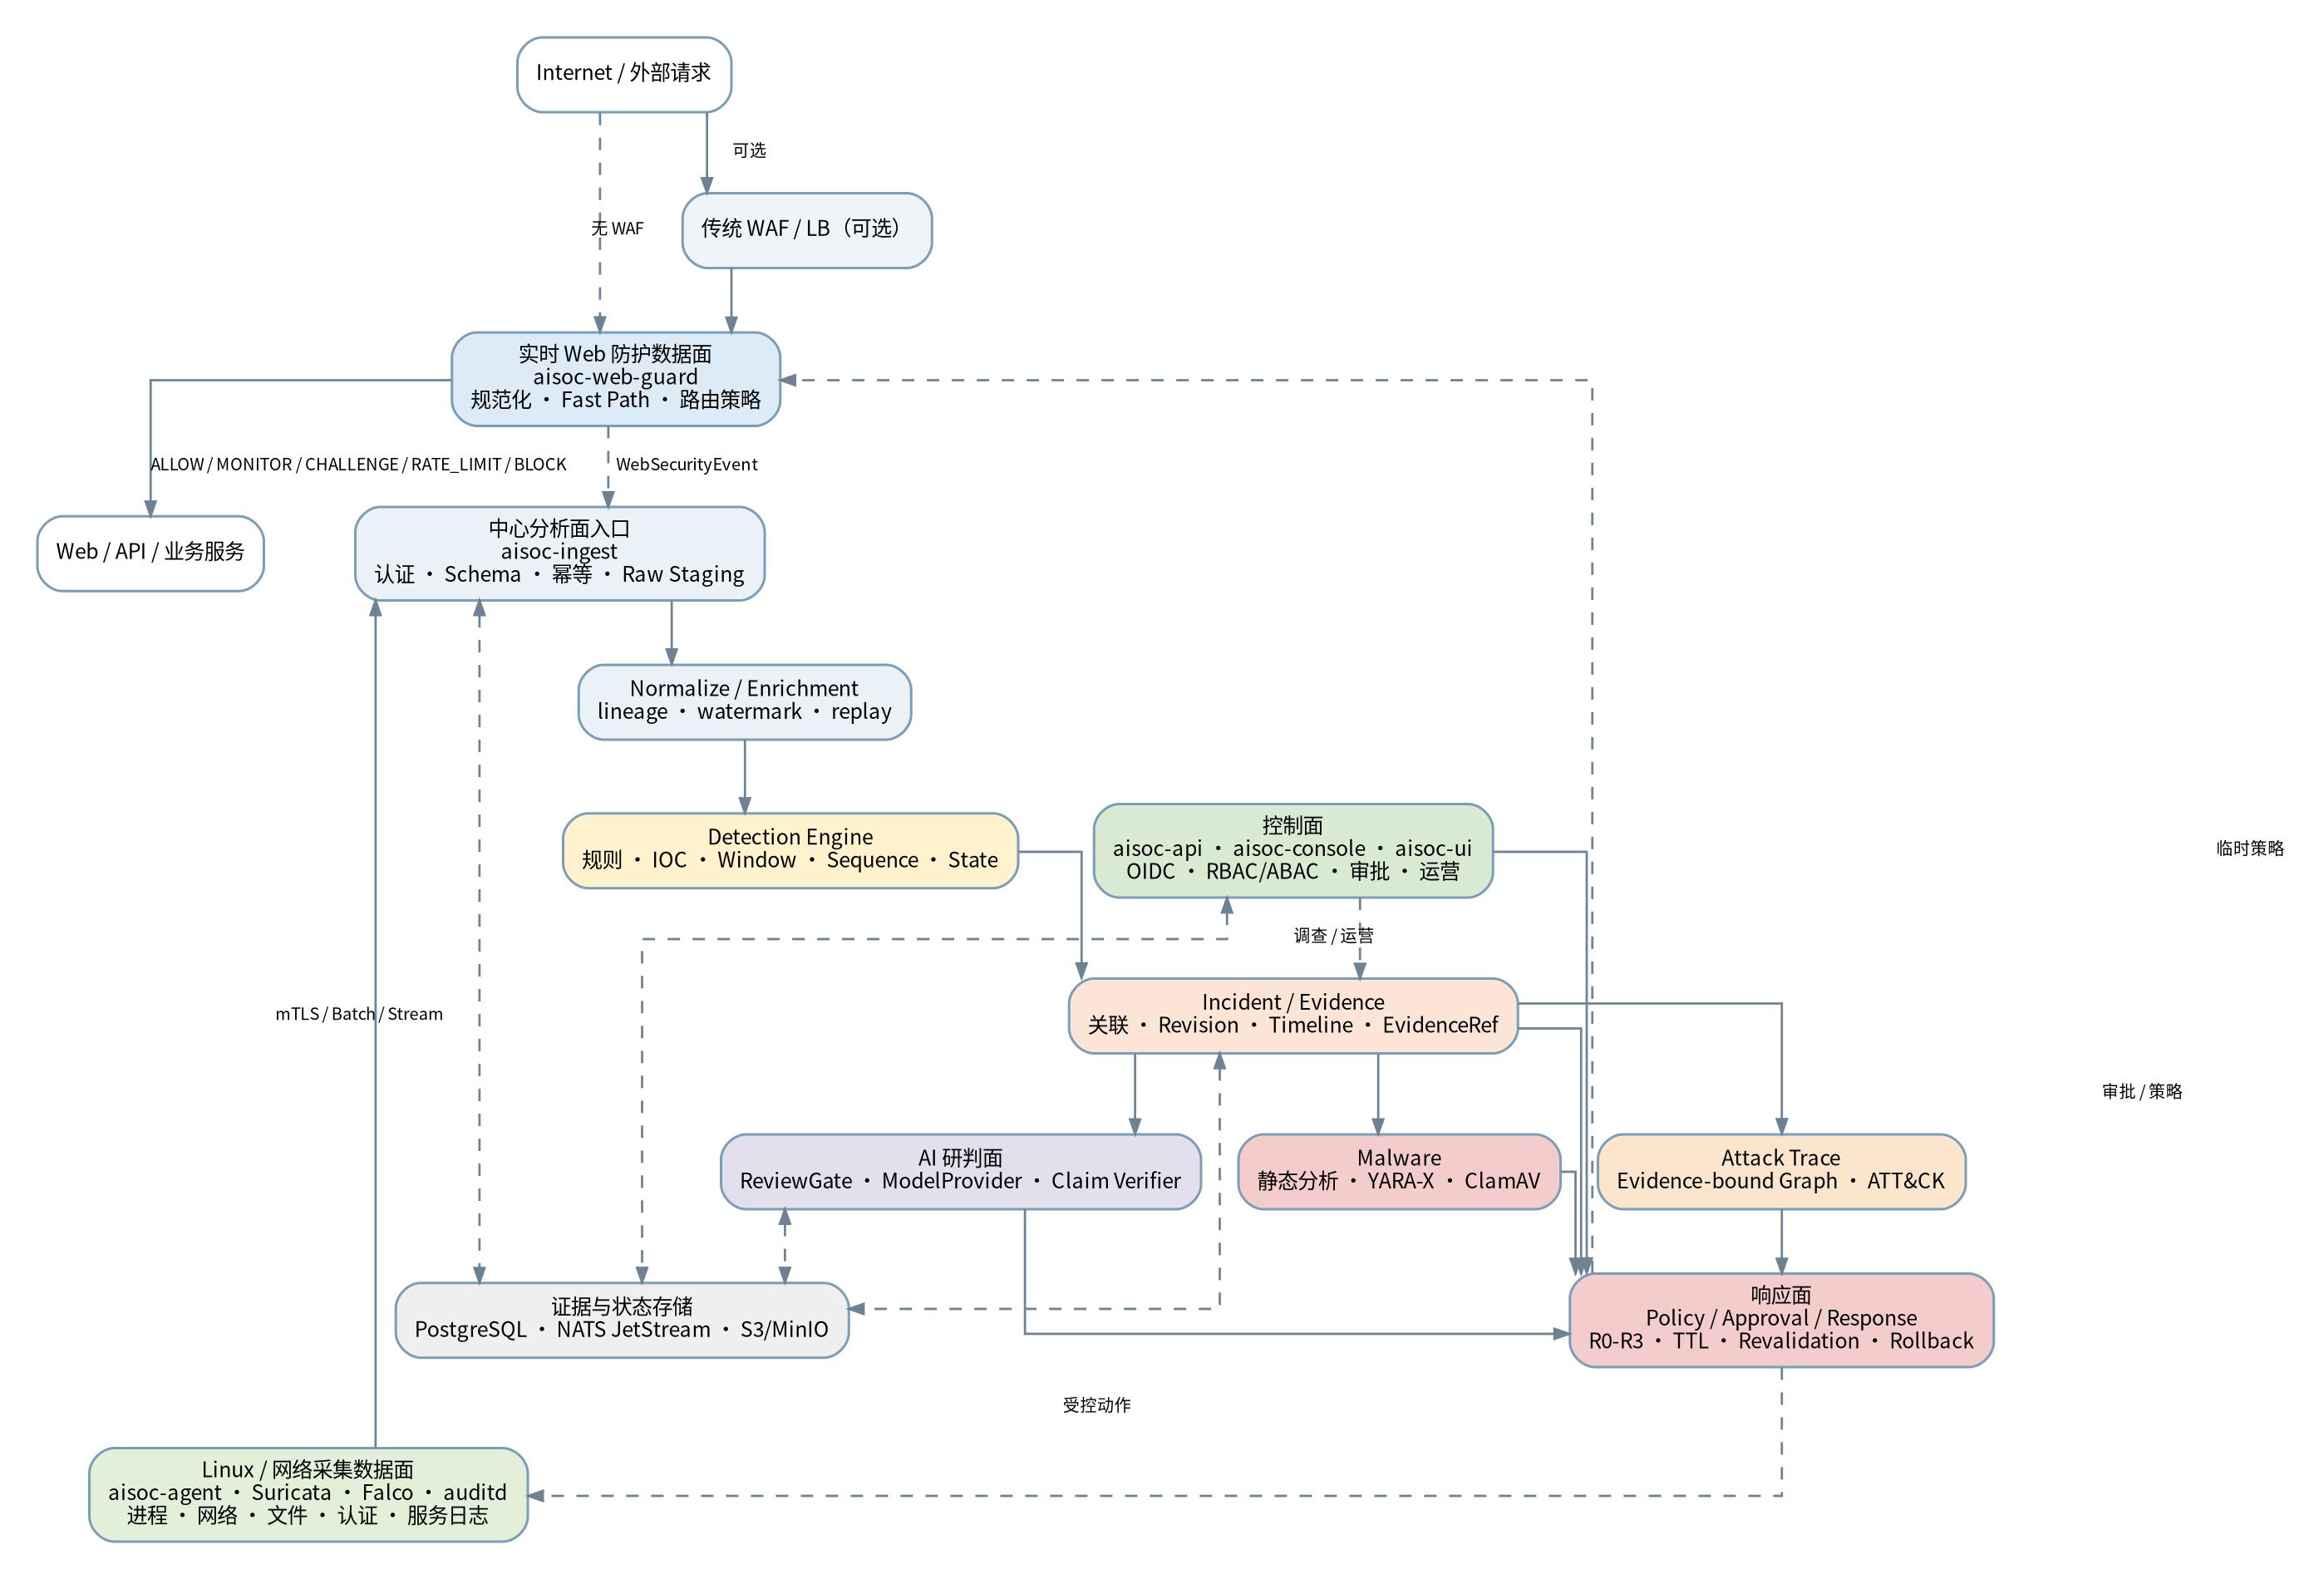 Internet / 外部请求
可选
无 WAF
传统 WAF / LB（可选）
实时 Web 防护数据面
aisoc-web-guard
规范化 · Fast Path · 路由策略
ALLOW / MONITOR / CHALLENGE / RATE_LIMIT / BLOCK
WebSecurityEvent
Web / API / 业务服务
中心分析面入口
aisoc-ingest
认证 · Schema · 幂等 · Raw Staging
Normalize / Enrichment
lineage · watermark · replay
Detection Engine
规则 · IOC · Window · Sequence · State
控制面
aisoc-api · aisoc-console · aisoc-ui
OIDC · RBAC/ABAC · 审批 · 运营
临时策略
调查 / 运营
Incident / Evidence
关联 · Revision · Timeline · EvidenceRef
mTLS / Batch / Stream
审批 / 策略
AI 研判面
ReviewGate · ModelProvider · Claim Verifier
Malware
静态分析 · YARA-X · ClamAV
Attack Trace
Evidence-bound Graph · ATT&CK
证据与状态存储
PostgreSQL · NATS JetStream · S3/MinIO
响应面
Policy / Approval / Response
R0-R3 · TTL · Revalidation · Rollback
受控动作
Linux / 网络采集数据面
aisoc-agent · Suricata · Falco · auditd
进程 · 网络 · 文件 · 认证 · 服务日志